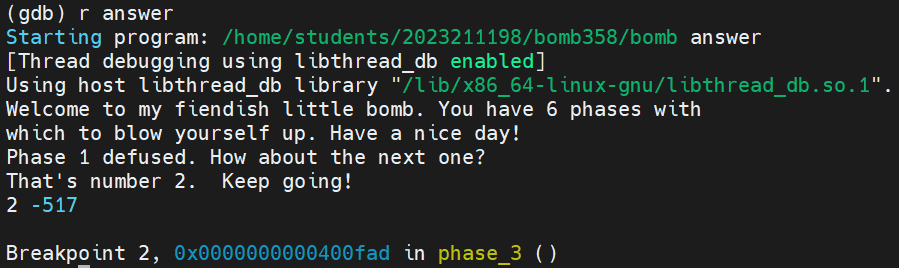 (gdb) r answer
Starting program: /home/students/2023211198/bomb358/bomb answer
[Thread debugging using libthread_db enabled]
Using host libthread_db library "/lib/x86_64-linux-gnu/libthread_db.so.1".
Welcome to my fiendish little bomb. You have 6 phases with
which to blow yourself up. Have a nice day!
Phase 1 defused. How about the next one?
That's number 2.  Keep going!
2 -517
Breakpoint 2, 0x0000000000400fad in phase_3 ()